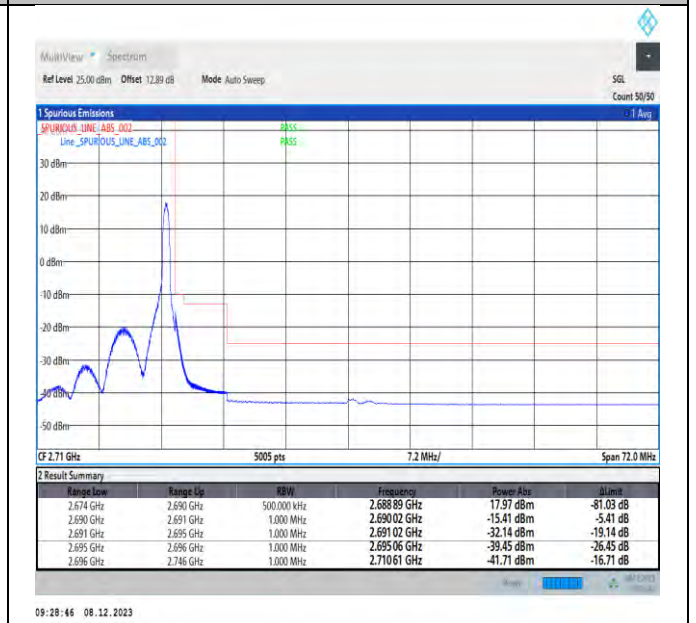 MultiView Spectrum
Ref Level 25.00 dBm Offset 12.89 dB Mode Auto Sweep SGL
Count 50/50
1 Spurious Emissions 1 Avg
_SPURIOUS_LINE_ABS_002 PASS
Line _SPURIOUS_LINE_ABS_002 PASS
30 dBm
20 dBm
10 dBm
0 dBm
-10 dBm
-20 dBm
-30 dBm
-40 dBm
-50 dBm
CF 2.71 GHz 5005 pts 7.2 MHz/ Span 72.0 MHz
2 Result Summary
Range Low Range Up RBW Frequency Power Abs ΔLimit
2.674 GHz 2.690 GHz 500.000 kHz 2.688 89 GHz 17.97 dBm -81.03 dB
2.690 GHz 2.691 GHz 1.000 MHz 2.690 02 GHz -15.41 dBm -5.41 dB
2.691 GHz 2.695 GHz 1.000 MHz 2.691 02 GHz -32.14 dBm -19.14 dB
2.695 GHz 2.696 GHz 1.000 MHz 2.695 06 GHz -39.45 dBm -26.45 dB
2.696 GHz 2.746 GHz 1.000 MHz 2.710 61 GHz -41.71 dBm -16.71 dB
09:28:46 08.12.2023